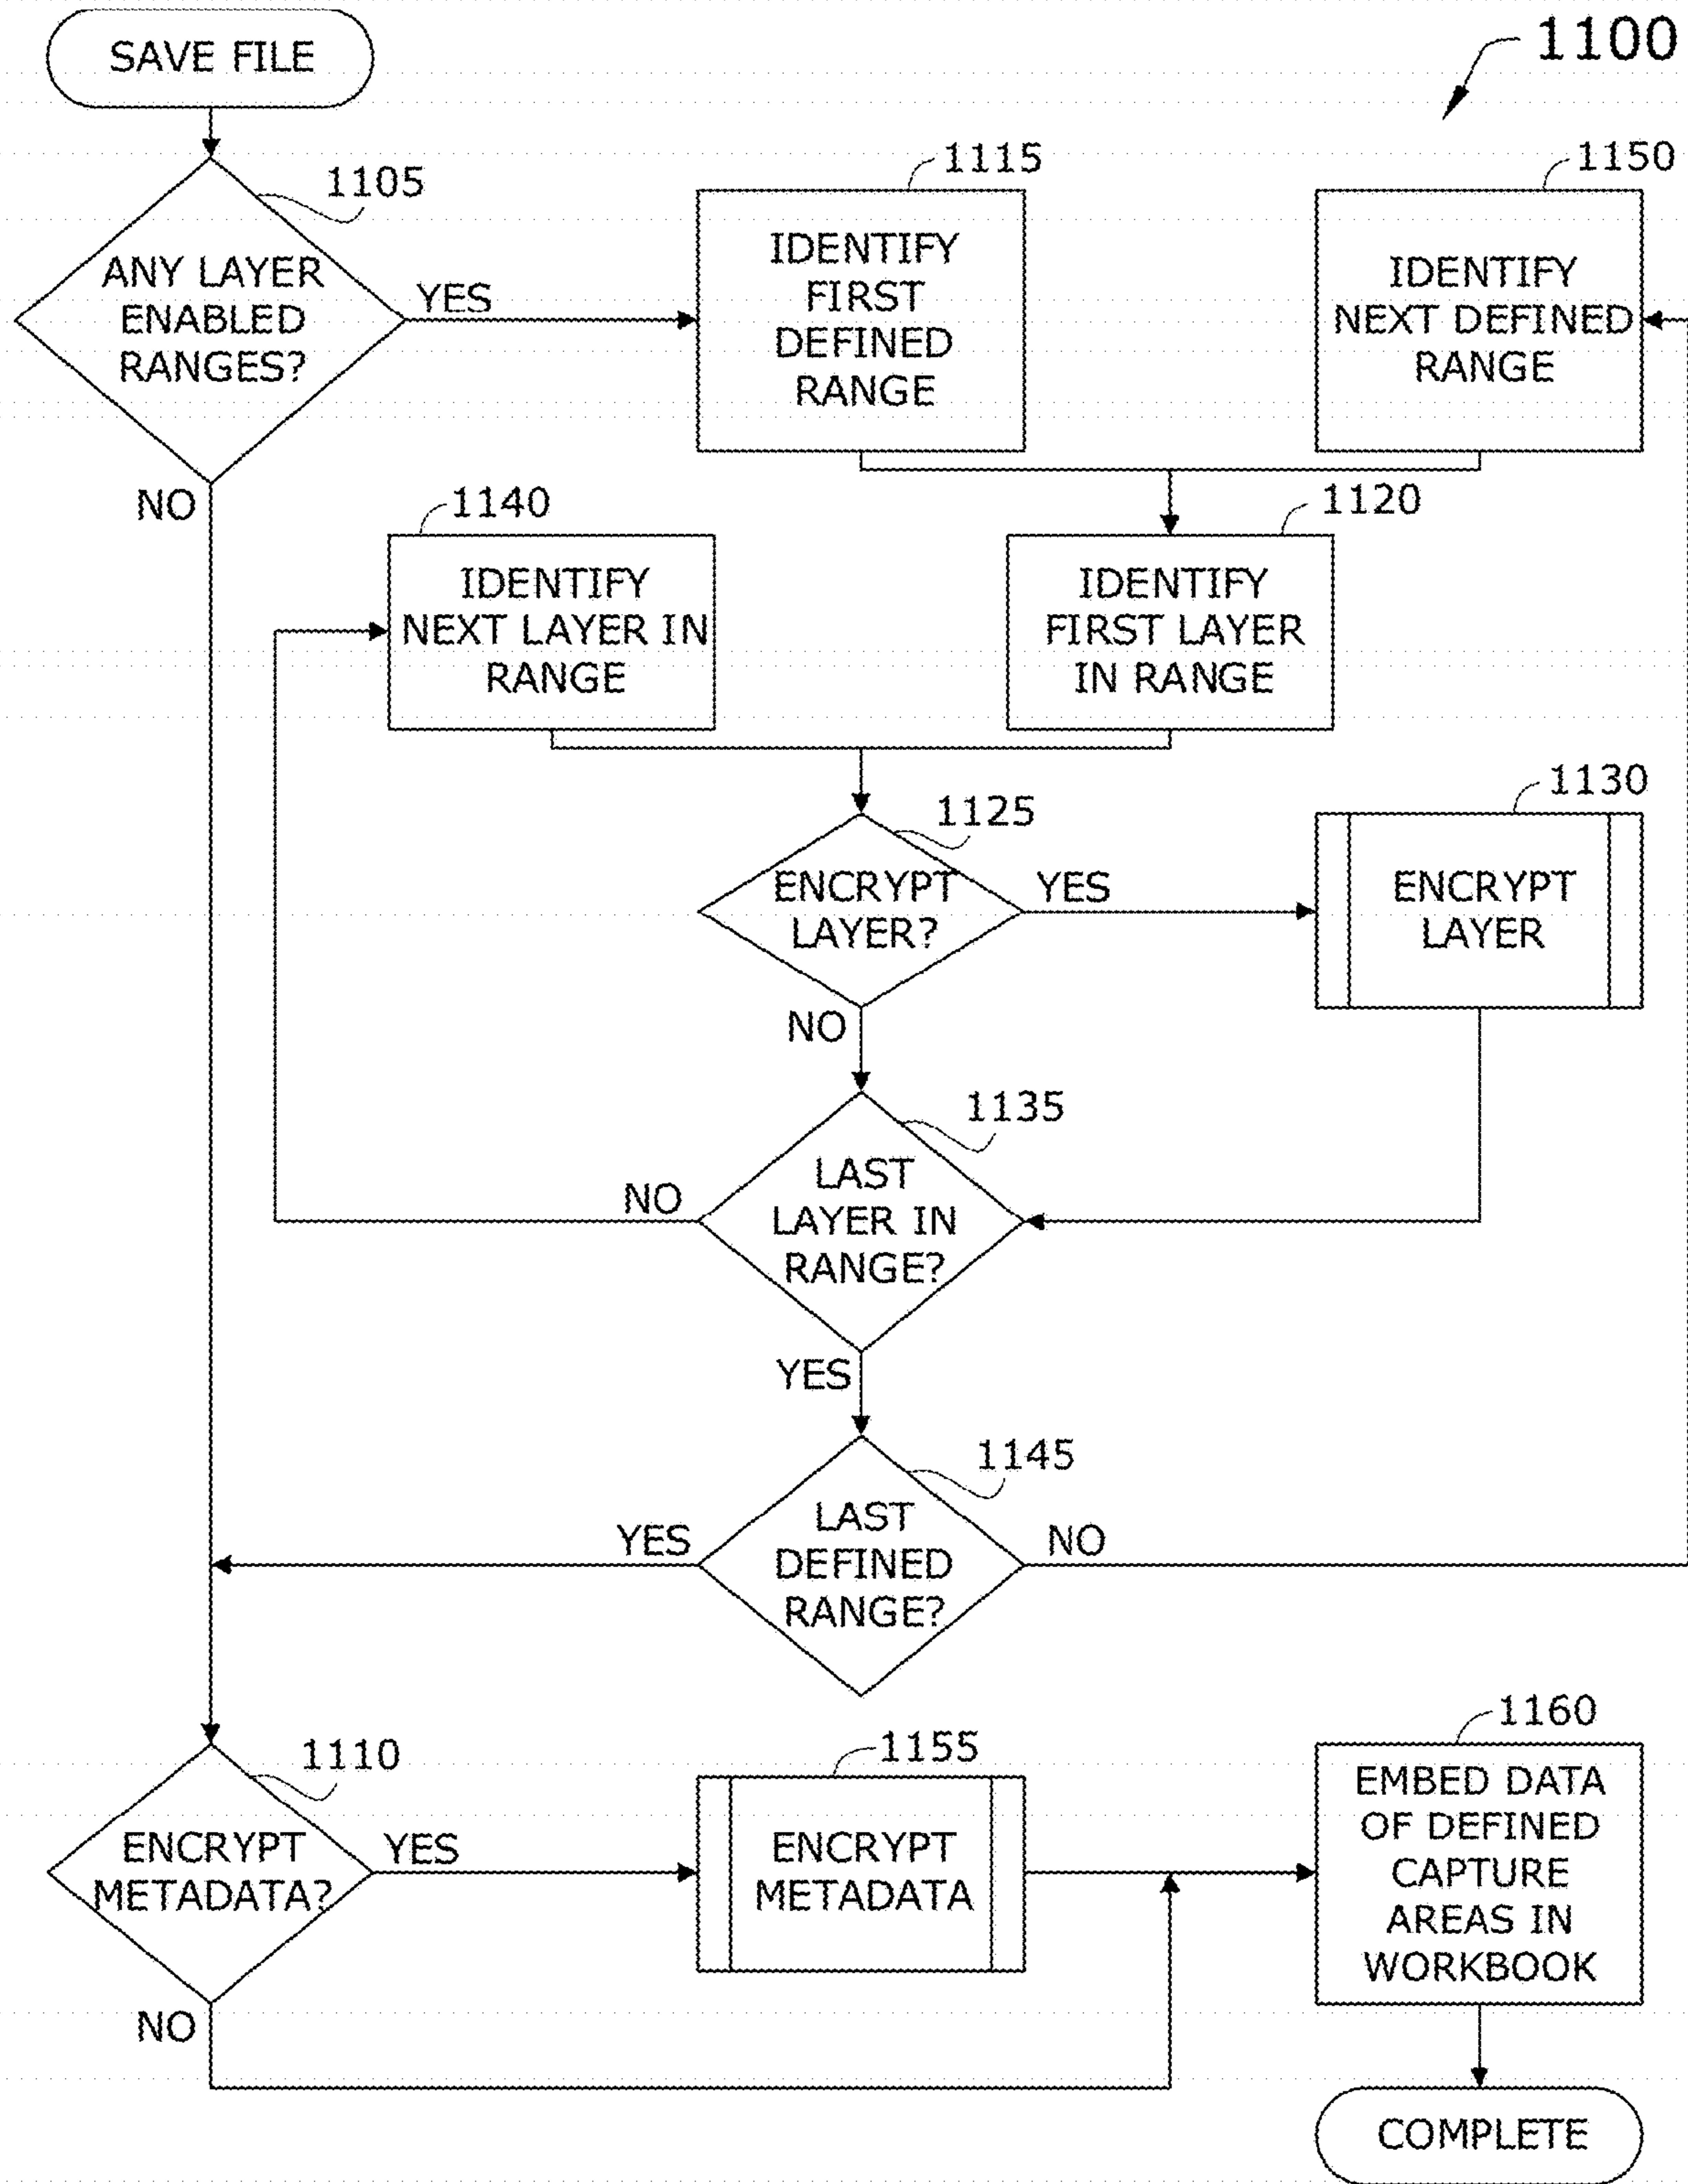 SAVE FILE
1100
1105
ANY LAYER
ENABLED
RANGES?
YES
NO
1115
IDENTIFY
FIRST
DEFINED
RANGE
1150
IDENTIFY
NEXT DEFINED
RANGE
1140
IDENTIFY
NEXT LAYER IN
RANGE
1120
IDENTIFY
FIRST LAYER
IN RANGE
1125
ENCRYPT
LAYER?
YES
NO
1130
ENCRYPT
LAYER
1135
LAST
LAYER IN
RANGE?
NO
YES
1145
LAST
DEFINED
RANGE?
YES
NO
1110
ENCRYPT
METADATA?
YES
NO
1155
ENCRYPT
METADATA
1160
EMBED DATA
OF DEFINED
CAPTURE
AREAS IN
WORKBOOK
COMPLETE